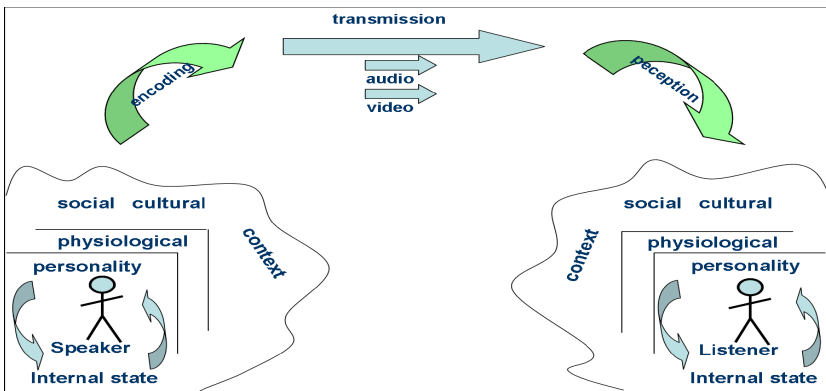 transmission
encoding
audio
video
peception
social cultural
physiological
context
personality
Speaker
Internal state
social cultural
context
physiological
personality
Listener
Internal state